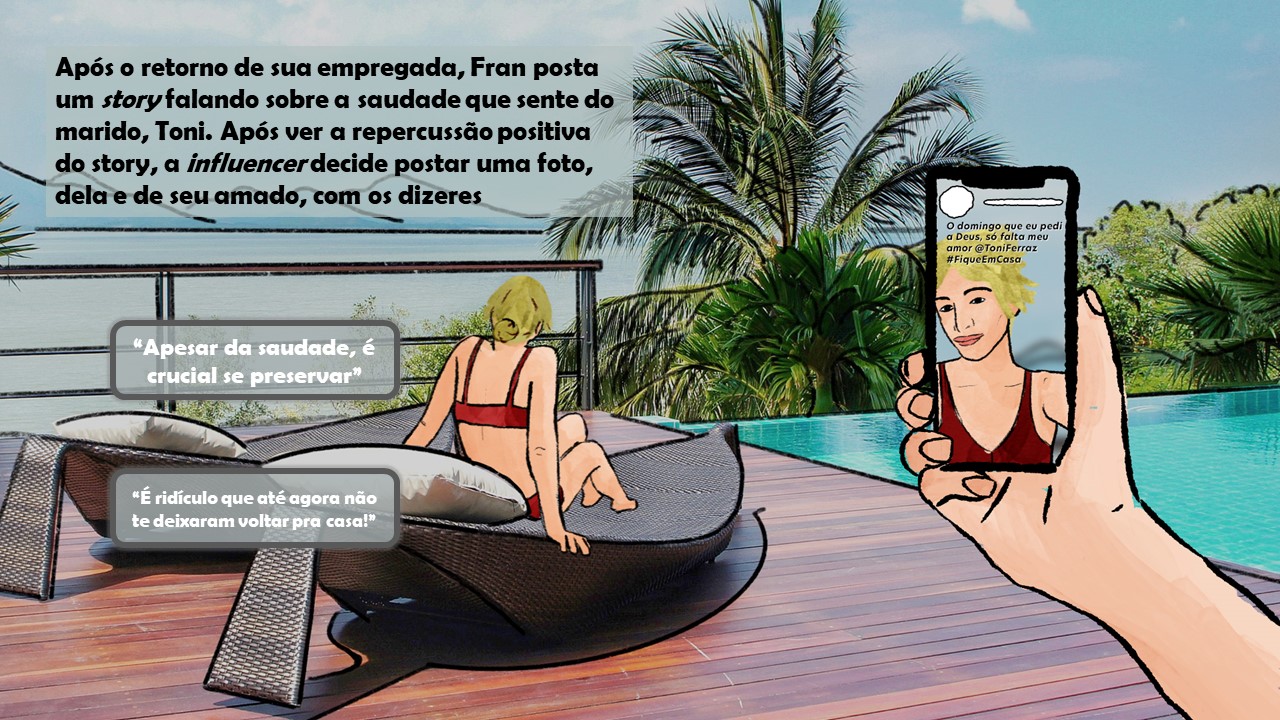 Após o retorno de sua empregada, Fran posta
um story falando sobre a saudade que sente do
marido, Toni. Após ver a repercussão positiva
do story, a influencer decide postar uma foto,
dela e de seu amado, com os dizeres
“Apesar da saudade, é
crucial se preservar”
“É ridículo que até agora não
te deixaram voltar pra casa!”
O domingo que eu pedi
a Deus, só falta meu
amor @ToniFerraz
#FiqueEmCasa